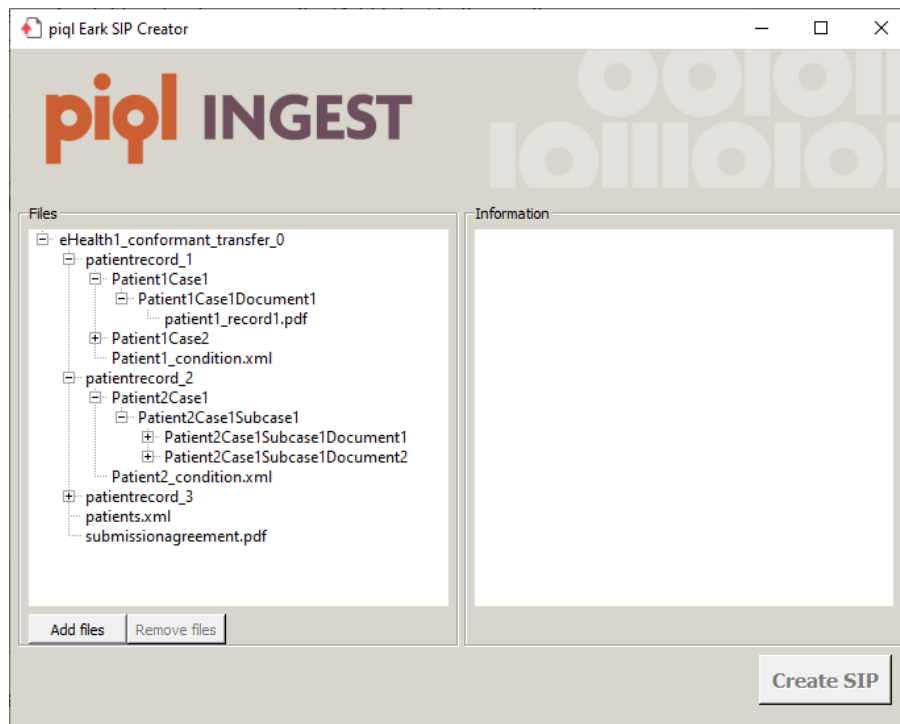 piql Eark SIP Creator
piql INGEST
Files
eHealth1_conformant_transfer_0
patientrecord_1
Patient1Case1
Patient1Case1Document1
patient1_record1.pdf
Patient1Case2
Patient1_condition.xml
patientrecord_2
Patient2Case1
Patient2Case1Subcase1
Patient2Case1Subcase1Document1
Patient2Case1Subcase1Document2
Patient2_condition.xml
patientrecord_3
patients.xml
submissionagreement.pdf
Add files
Remove files
Information
Create SIP